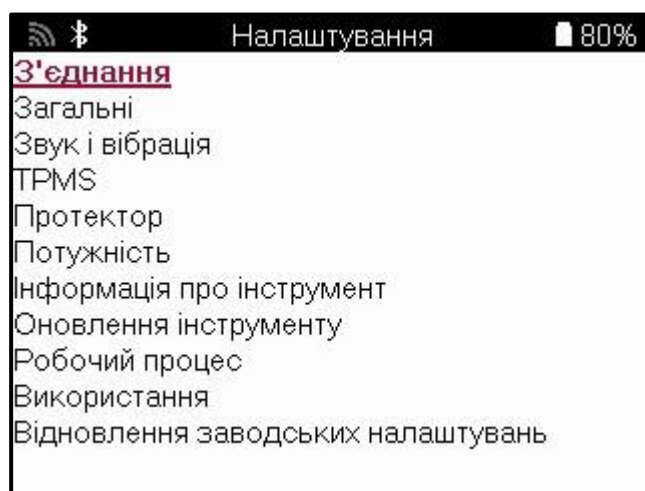 Налаштування 80%
З'єднання
Загальні
Звук і вібрація
TPMS
Протектор
Потужність
Інформація про інструмент
Оновлення інструменту
Робочий процес
Використання
Відновлення заводських налаштувань